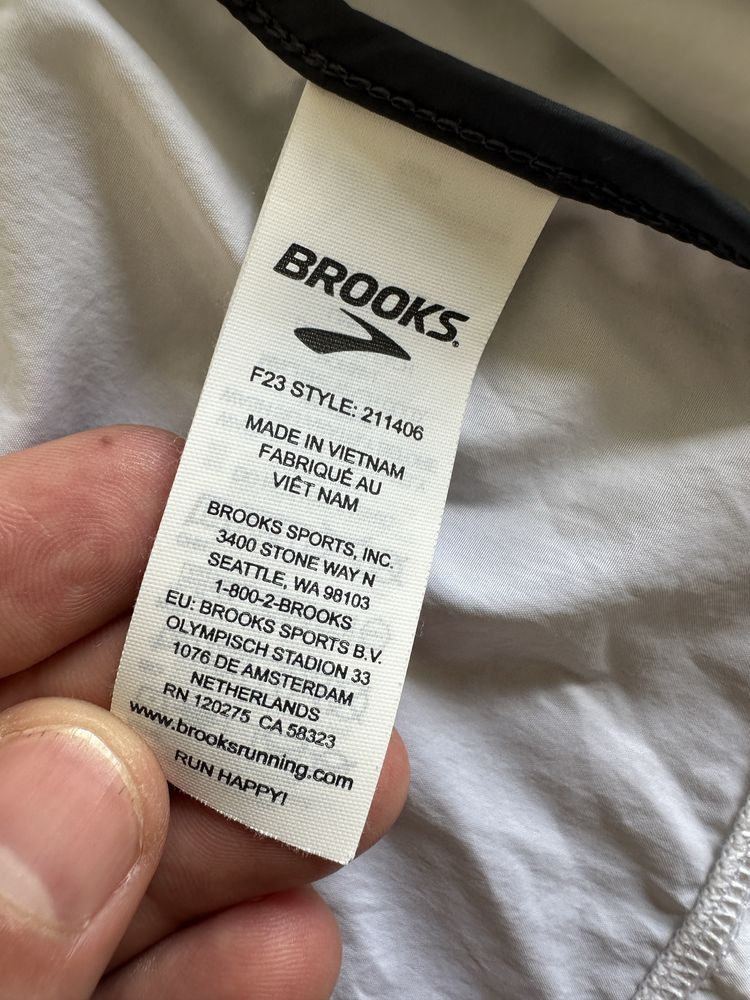 BROOKS®
F23 STYLE: 211406
MADE IN VIETNAM
FABRIQUÉ AU
VIÊT NAM
BROOKS SPORTS, INC.
3400 STONE WAY N
SEATTLE, WA 98103
1-800-2-BROOKS
EU: BROOKS SPORTS B.V.
OLYMPISCH STADION 33
1076 DE AMSTERDAM
NETHERLANDS
RN 120275 CA 58323
www.brooksrunning.com
RUN HAPPY!